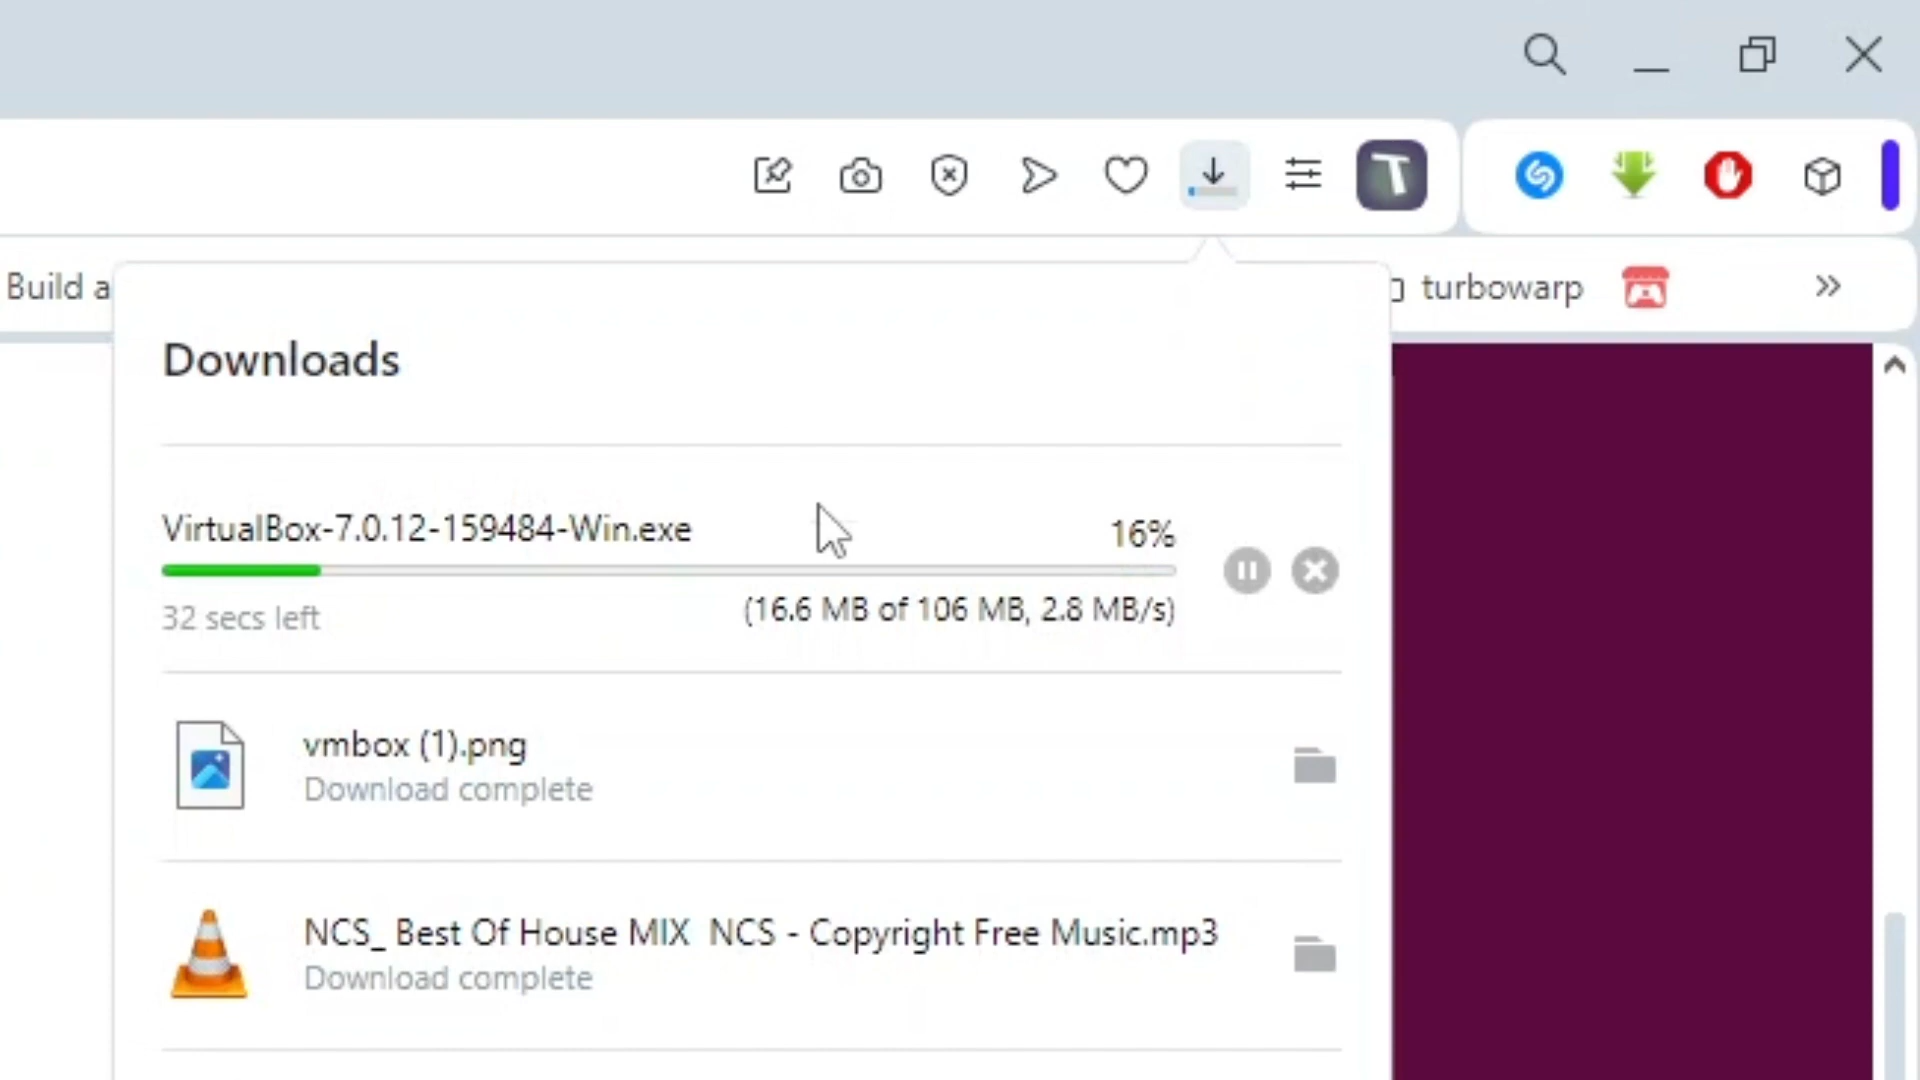 Build a
turbowarp
Downloads
VirtualBox-7.0.12-159484-Win.exe
16%
32 secs left
(16.6 MB of 106 MB, 2.8 MB/s)
vmbox (1).png
Download complete
NCS_ Best Of House MIX  NCS - Copyright Free Music.mp3
Download complete